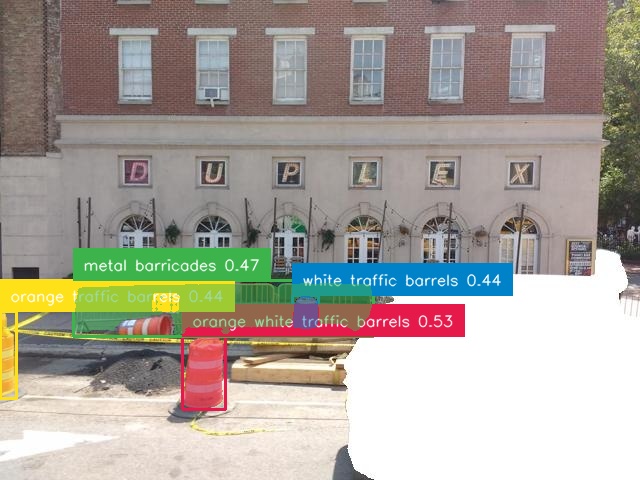 DUPLEX
metal barricades 0.47
white traffic barrels 0.44
orange traffic barrels 0.44
orange white traffic barrels 0.53